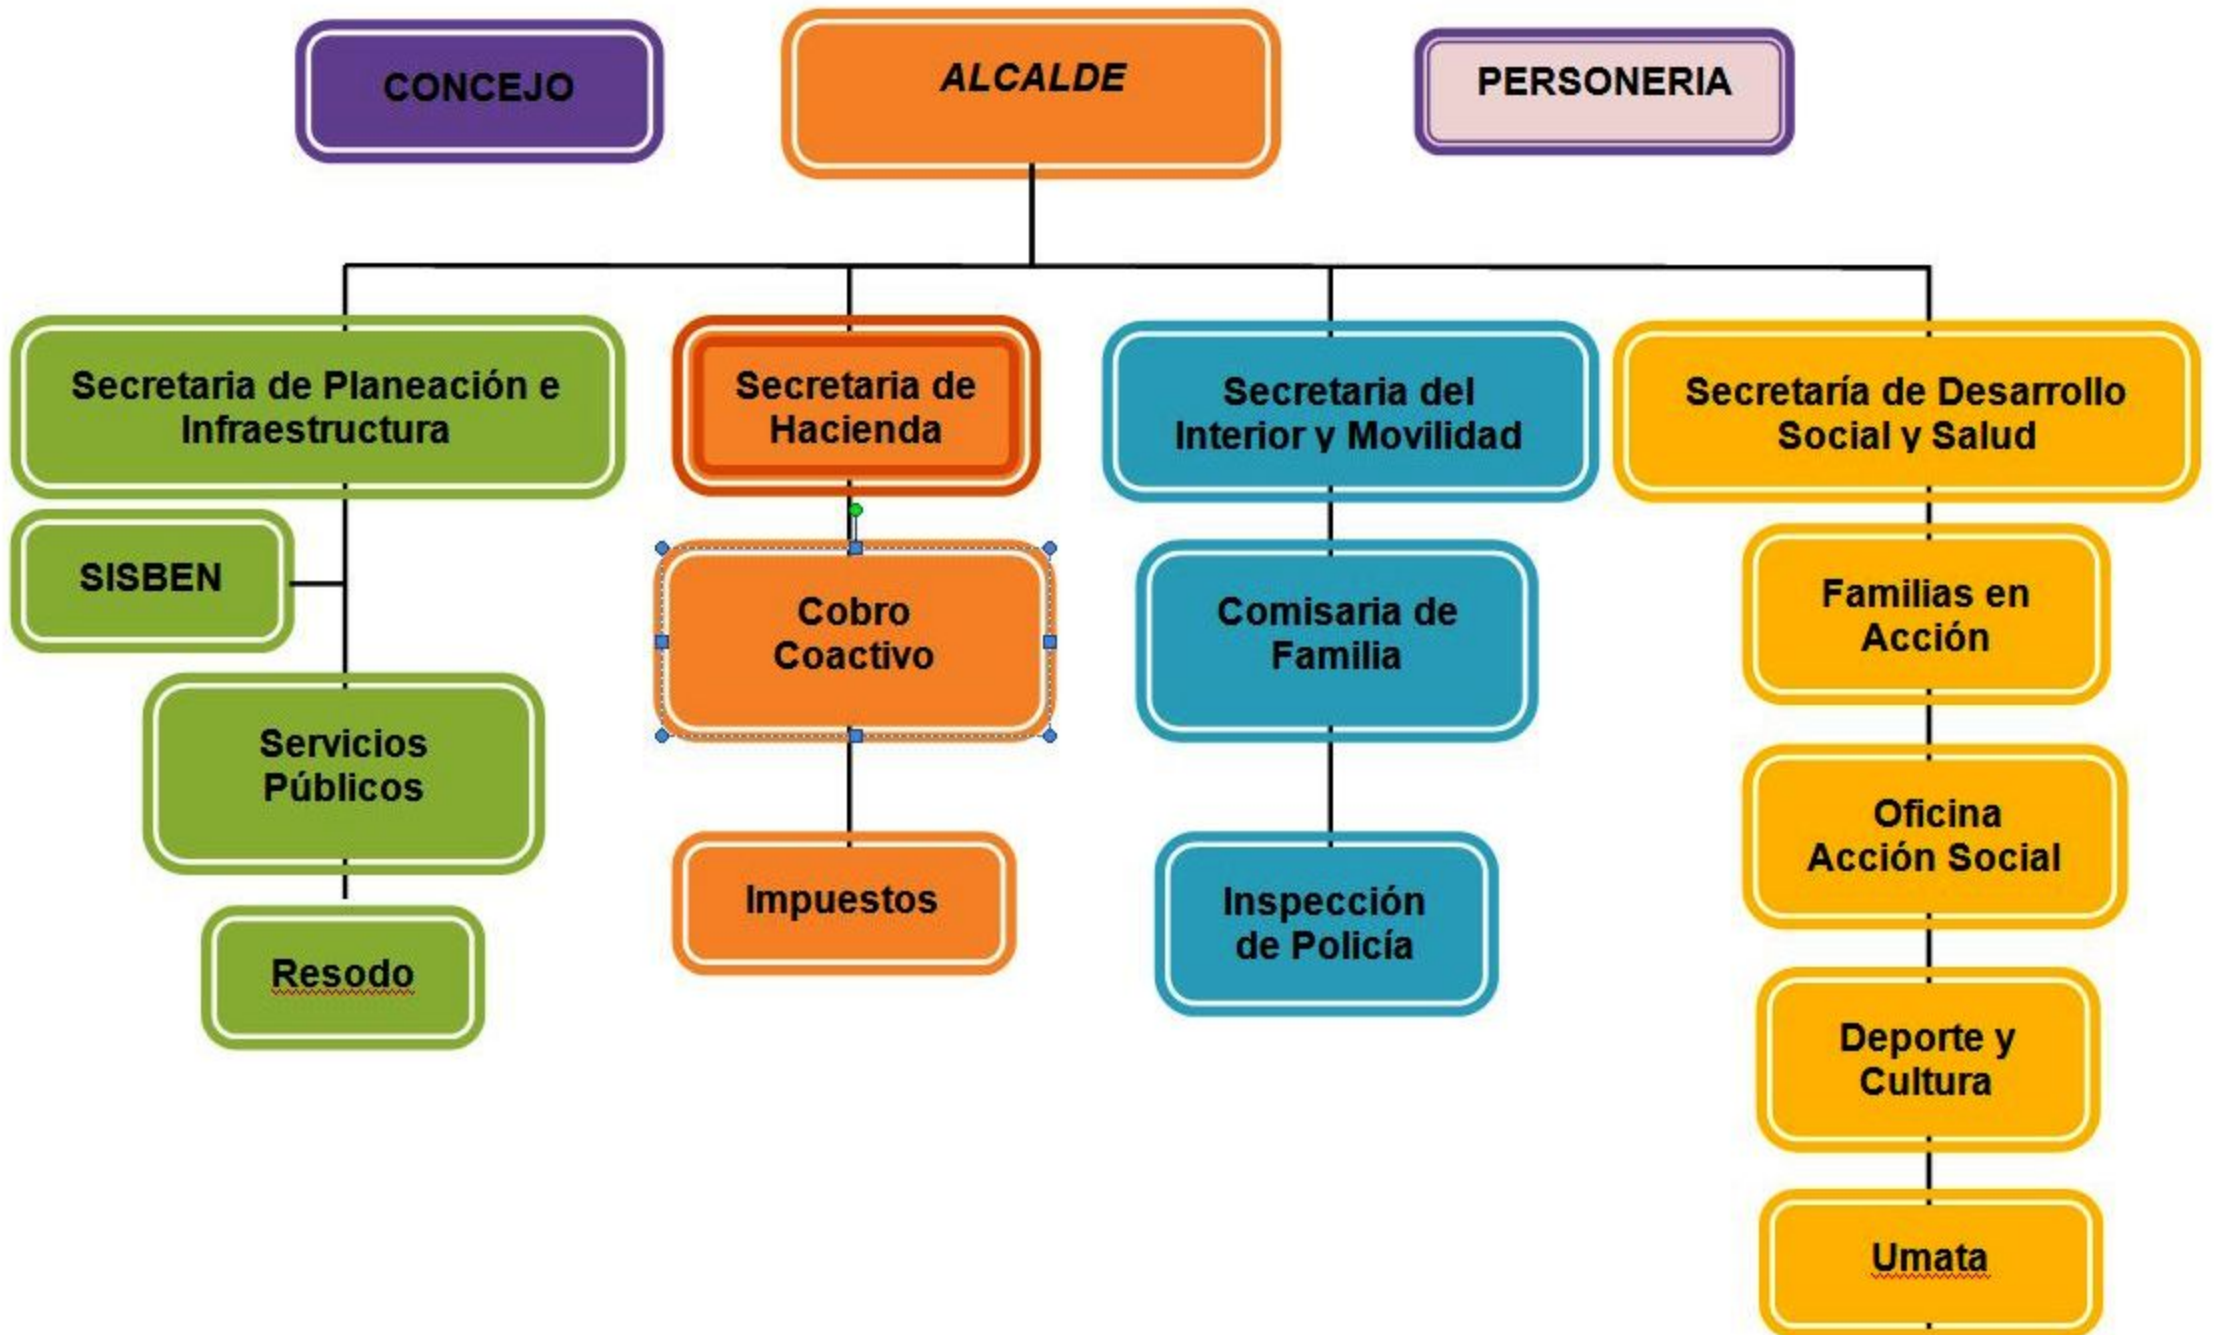 CONCEJO
ALCALDE
PERSONERIA
Secretaria de Planeación e
Infraestructura
Secretaria de
Hacienda
Secretaria del
Interior y Movilidad
Secretaría de Desarrollo
Social y Salud
SISBEN
Servicios
Públicos
Resodo
Cobro
Coactivo
Impuestos
Comisaria de
Familia
Inspección
de Policía
Familias en
Acción
Oficina
Acción Social
Deporte y
Cultura
Umata